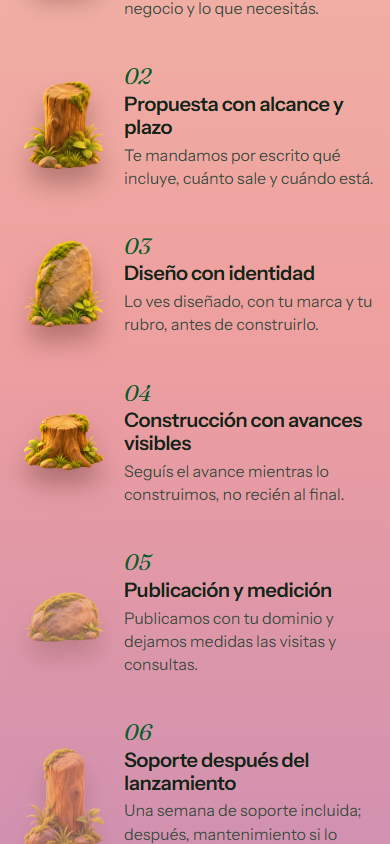 negocio y lo que necesitás.
02
Propuesta con alcance y
plazo
Te mandamos por escrito qué
incluye, cuánto sale y cuándo está.
03
Diseño con identidad
Lo ves diseñado, con tu marca y tu
rubro, antes de construirlo.
04
Construcción con avances
visibles
Seguís el avance mientras lo
construimos, no recién al final.
05
Publicación y medición
Publicamos con tu dominio y
dejamos medidas las visitas y
consultas.
06
Soporte después del
lanzamiento
Una semana de soporte incluida;
después, mantenimiento si lo